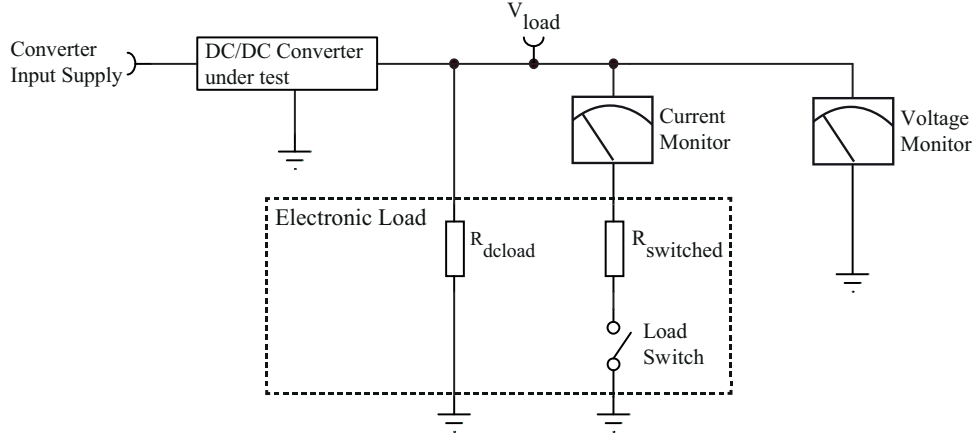 V load
Converter
Input Supply
DC/DC Converter
under test
Current
Monitor
Voltage
Monitor
Electronic Load
R dcload
R switched
Load
Switch